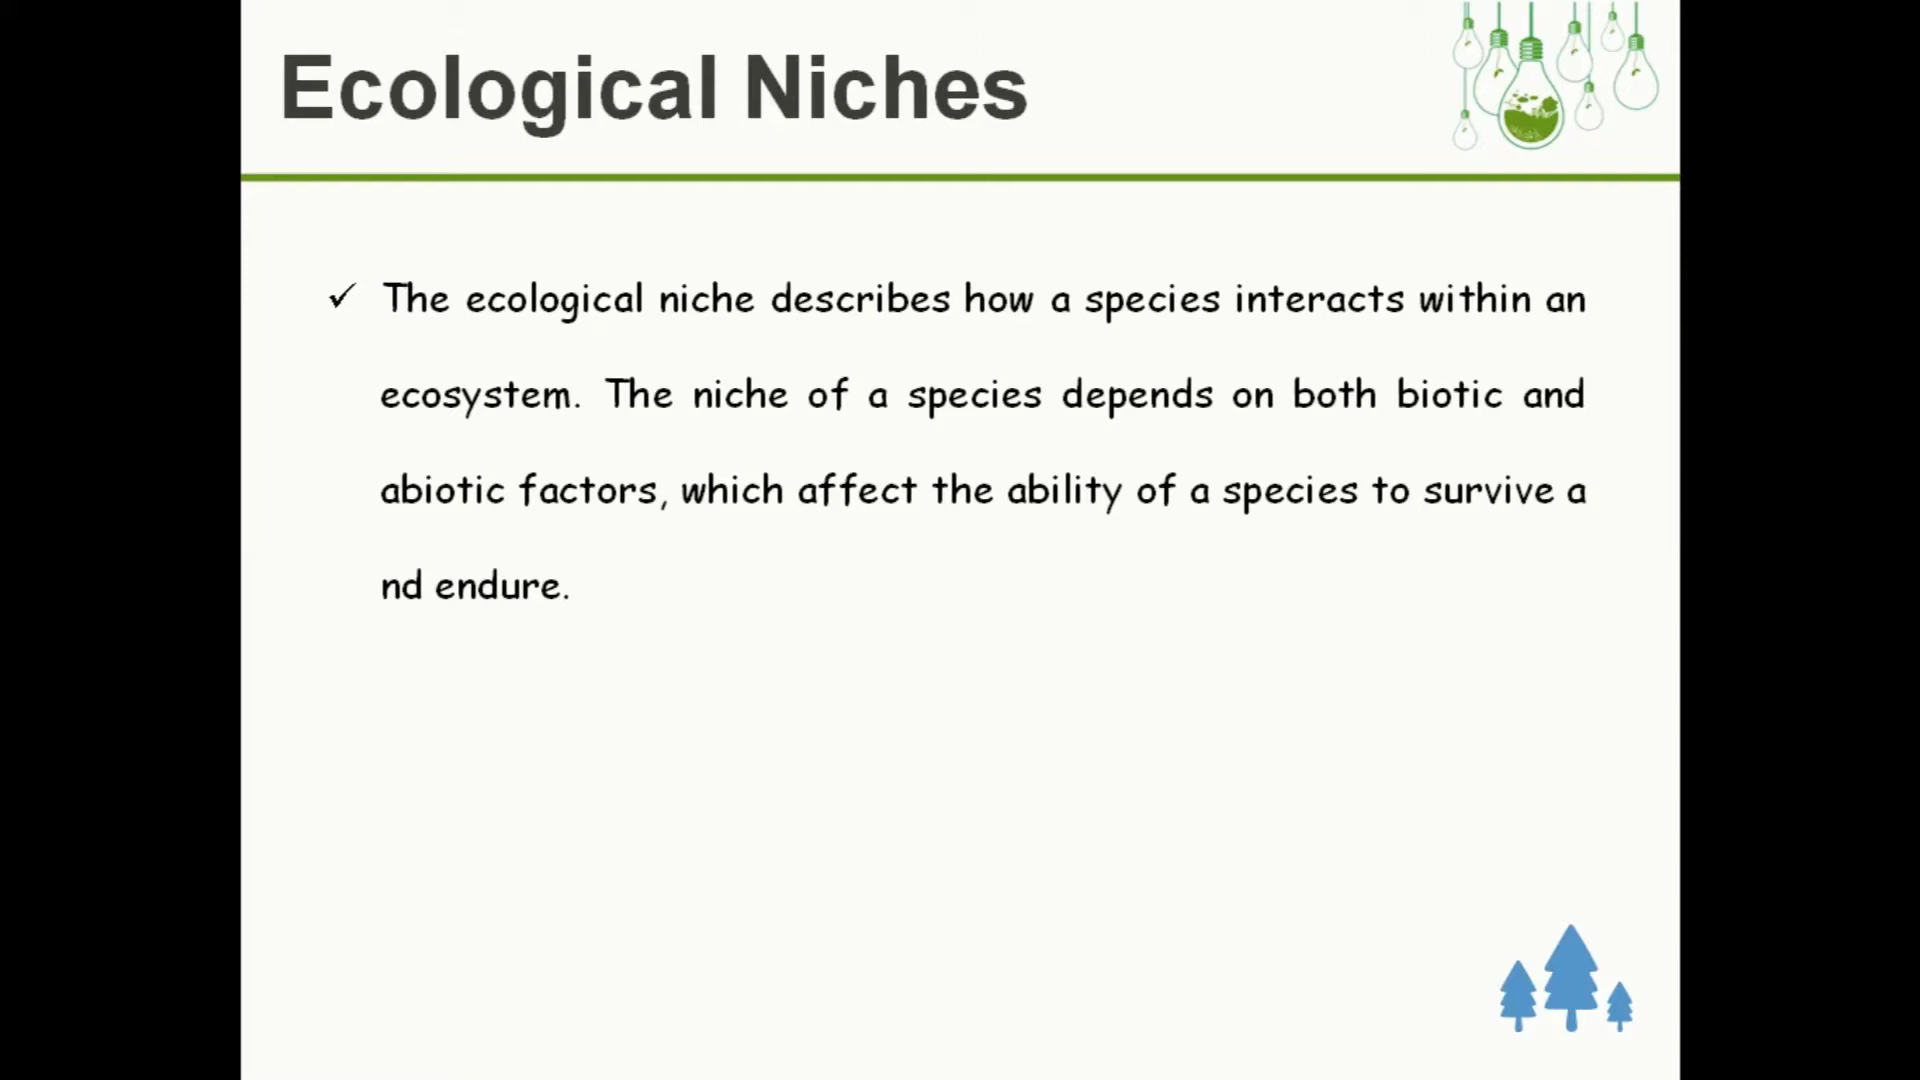 Ecological Niches
✓ The ecological niche describes how a species interacts within an
ecosystem. The niche of a species depends on both biotic and
abiotic factors, which affect the ability of a species to survive a
nd endure.